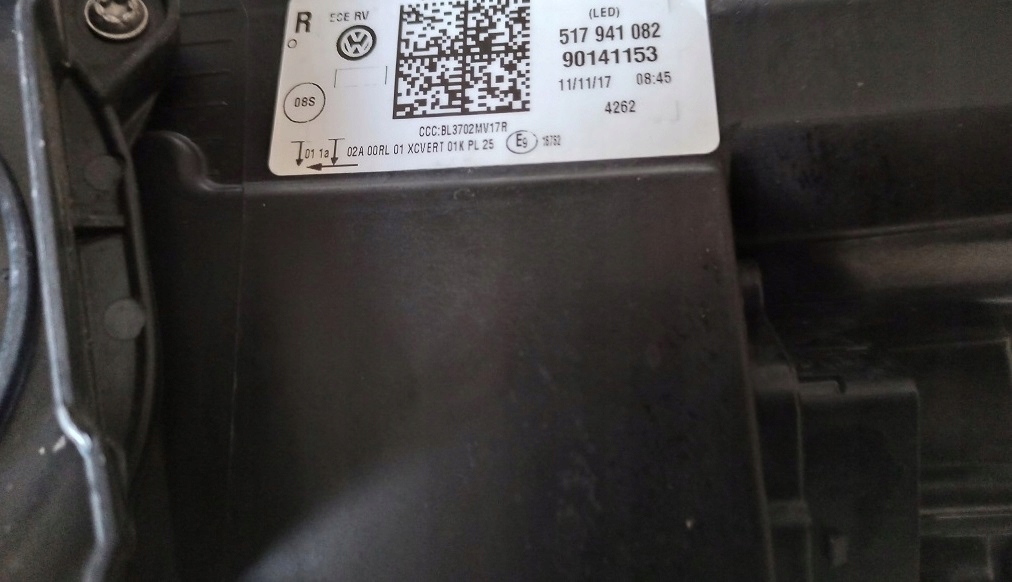 R
ECE RV
(LED)
517 941 082
90141153
11/11/17 08:45
4262
08S
CCC:BL3702MV17R
01 1a 02A 00RL 01 XCVERT 01K PL 25 E9